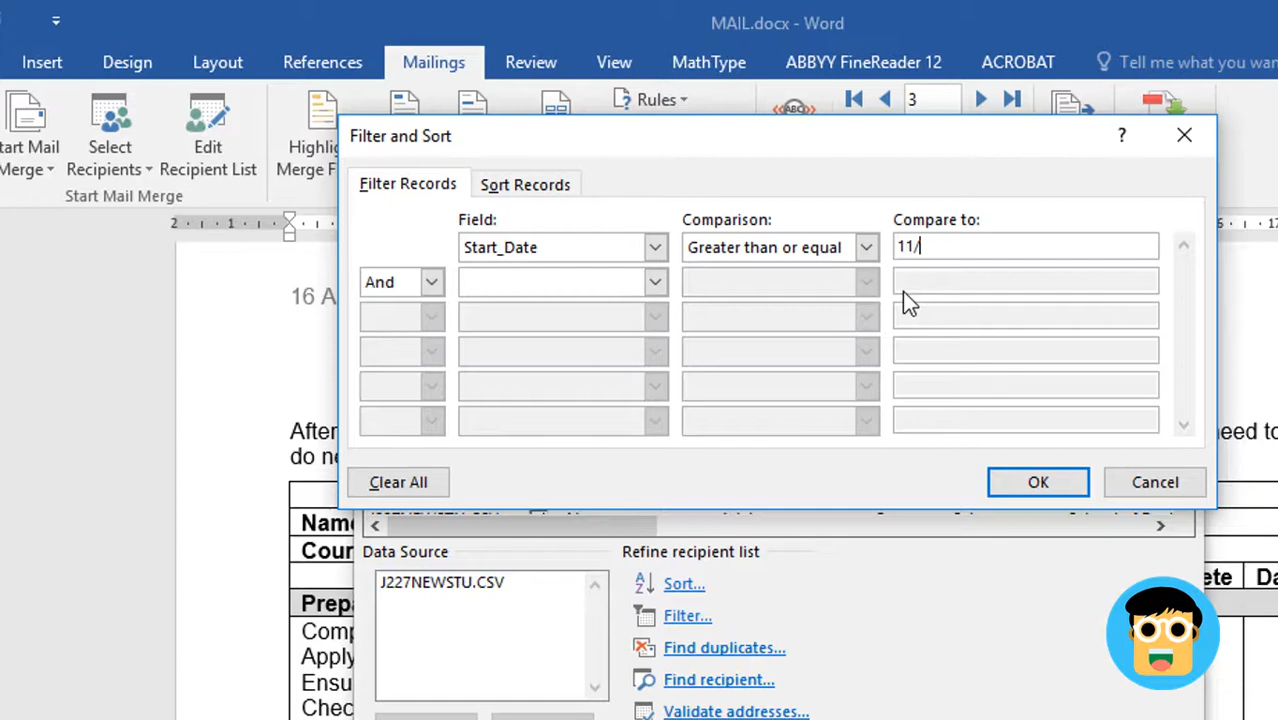 MAIL.docx - Word
Insert Design Layout References Mailings Review View MathType ABBYY FineReader 12 ACROBAT Tell me what you wan
Rules 3
tart Mail Merge
Select Recipients
Edit Recipient List
Highli
Merge F
Start Mail Merge
Filter and Sort ? ×
Filter Records Sort Records
2 1
Field: Comparison: Compare to:
Start_Date Greater than or equal 11/
And
16 A
After
eed to
do ne
Clear All OK Cancel
Name
Cour
Data Source Refine recipient list
J227NEWSTU.CSV
Sort...
ete Da
Prepa
Filter...
Comp
Find duplicates...
Apply
Find recipient...
Ensu
Chec
Validate addresses...